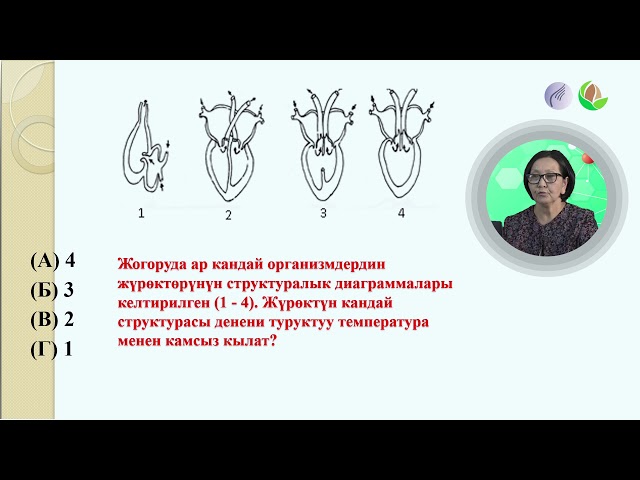 1 2 3 4
(А) 4
(Б) 3
(В) 2
(Г) 1
Жогоруда ар кандай организмдердин
жүрөктөрүнүн структуралык диаграммалары
келтирилген (1 - 4). Жүрөктүн кандай
структурасы денени туруктуу температура
менен камсыз кылат?